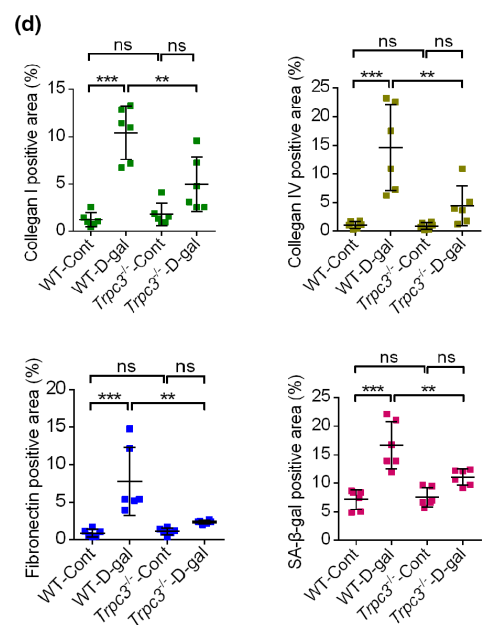 (d)
ns ns
*** **
Collegan I positive area (%)
15
10
5
0
WT-Cont
WT-D-gal
Trpc3-/--Cont
Trpc3-/--D-gal
ns ns
*** **
Collegan IV positive area (%)
25
20
15
10
5
0
WT-Cont
WT-D-gal
Trpc3-/--Cont
Trpc3-/--D-gal
ns ns
*** **
Fibronectin positive area (%)
20
15
10
5
0
WT-Cont
WT-D-gal
Trpc3-/--Cont
Trpc3-/--D-gal
ns ns
*** **
SA-β-gal positive area (%)
25
20
15
10
5
0
WT-Cont
WT-D-gal
Trpc3-/--Cont
Trpc3-/--D-gal